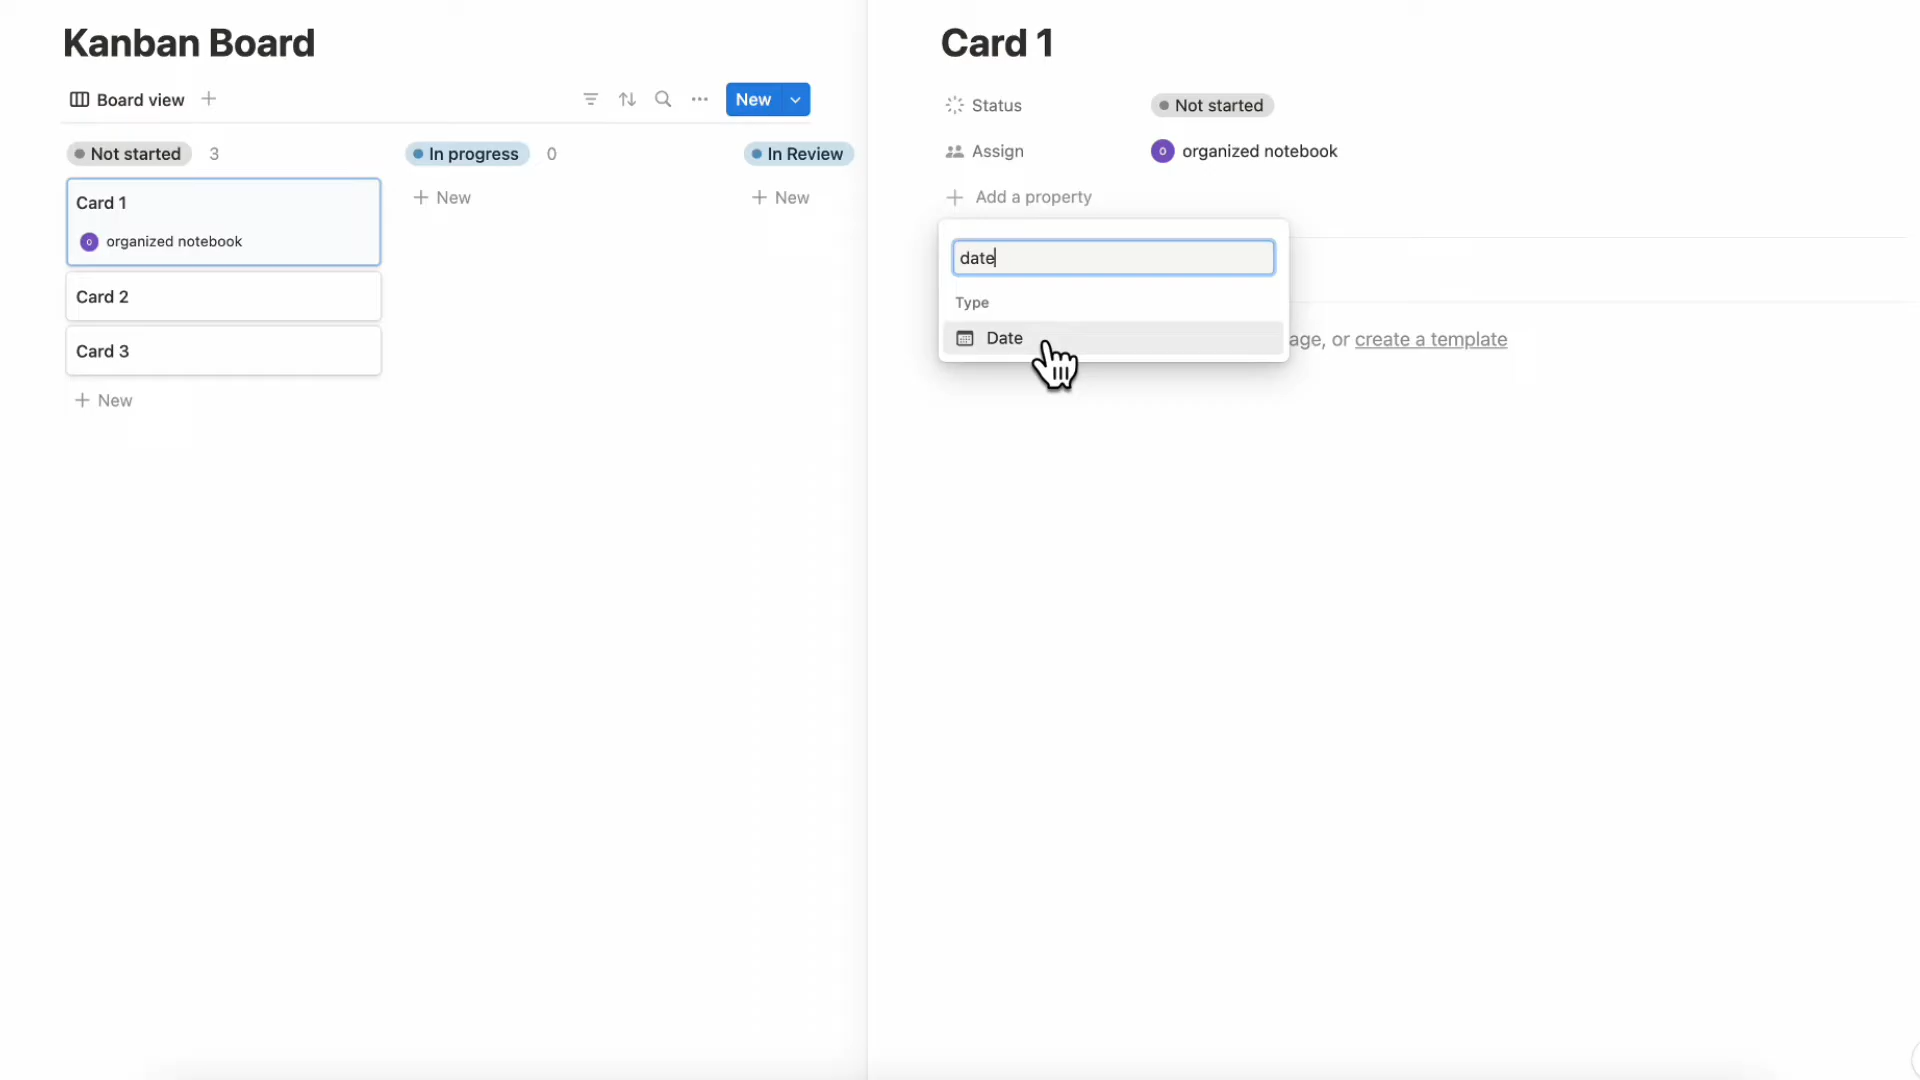 Kanban Board
Board view
New
Not started 3
In progress 0
In Review
Card 1
organized notebook
New
New
Card 2
Card 3
New
Card 1
Status Not started
Assign o organized notebook
Add a property
date
Type
Date
age, or create a template